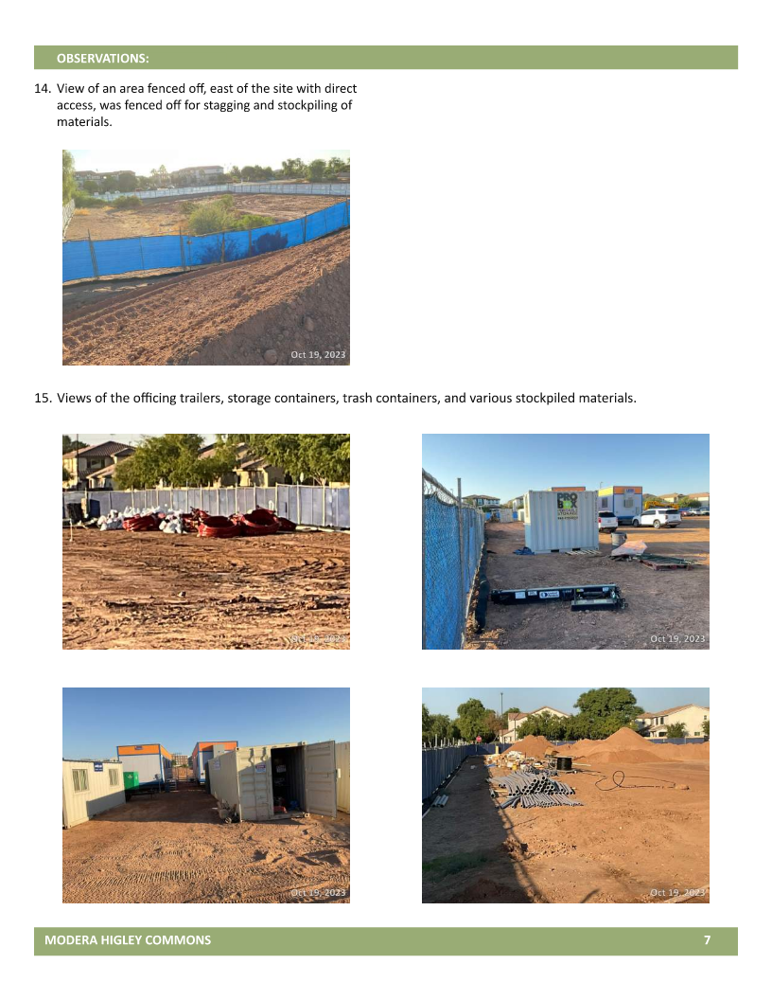 OBSERVATIONS:
14. View of an area fenced off, east of the site with direct
access, was fenced off for stagging and stockpiling of
materials.
Oct 19, 2023
15. Views of the officing trailers, storage containers, trash containers, and various stockpiled materials.
Oct 19, 2023
PRO
BOX
STORAGE
Oct 19, 2023
Oct 19, 2023
Oct 19, 2023
MODERA HIGLEY COMMONS 7